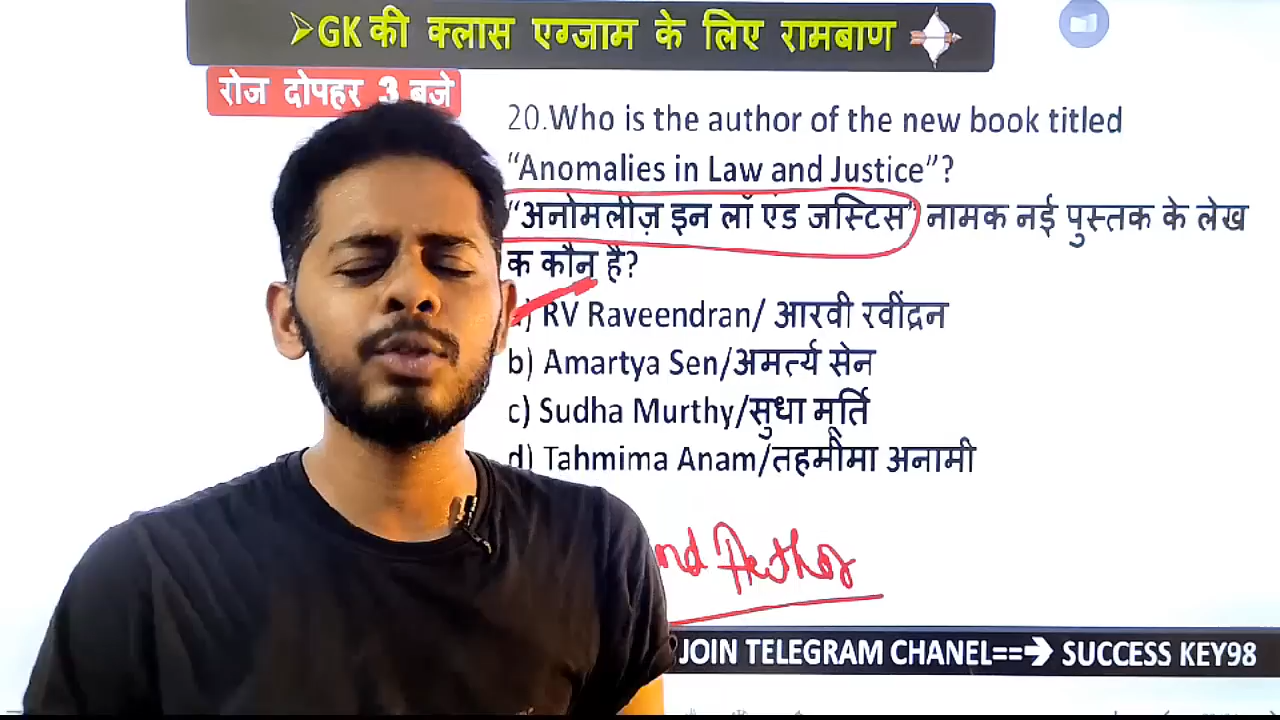 ➤GK की क्लास एग्जाम के लिए रामबाण
रोज दोपहर 3 बजे
20.Who is the author of the new book titled
“Anomalies in Law and Justice”?
“अनोमलीज़ इन लॉ एंड जस्टिस” नामक नई पुस्तक के लेख
क कौन है?
a) RV Raveendran/ आरवी रवींद्रन
b) Amartya Sen/अमर्त्य सेन
c) Sudha Murthy/सुधा मूर्ति
d) Tahmima Anam/तहमीमा अनामी
Author
JOIN TELEGRAM CHANEL==➔ SUCCESS KEY98